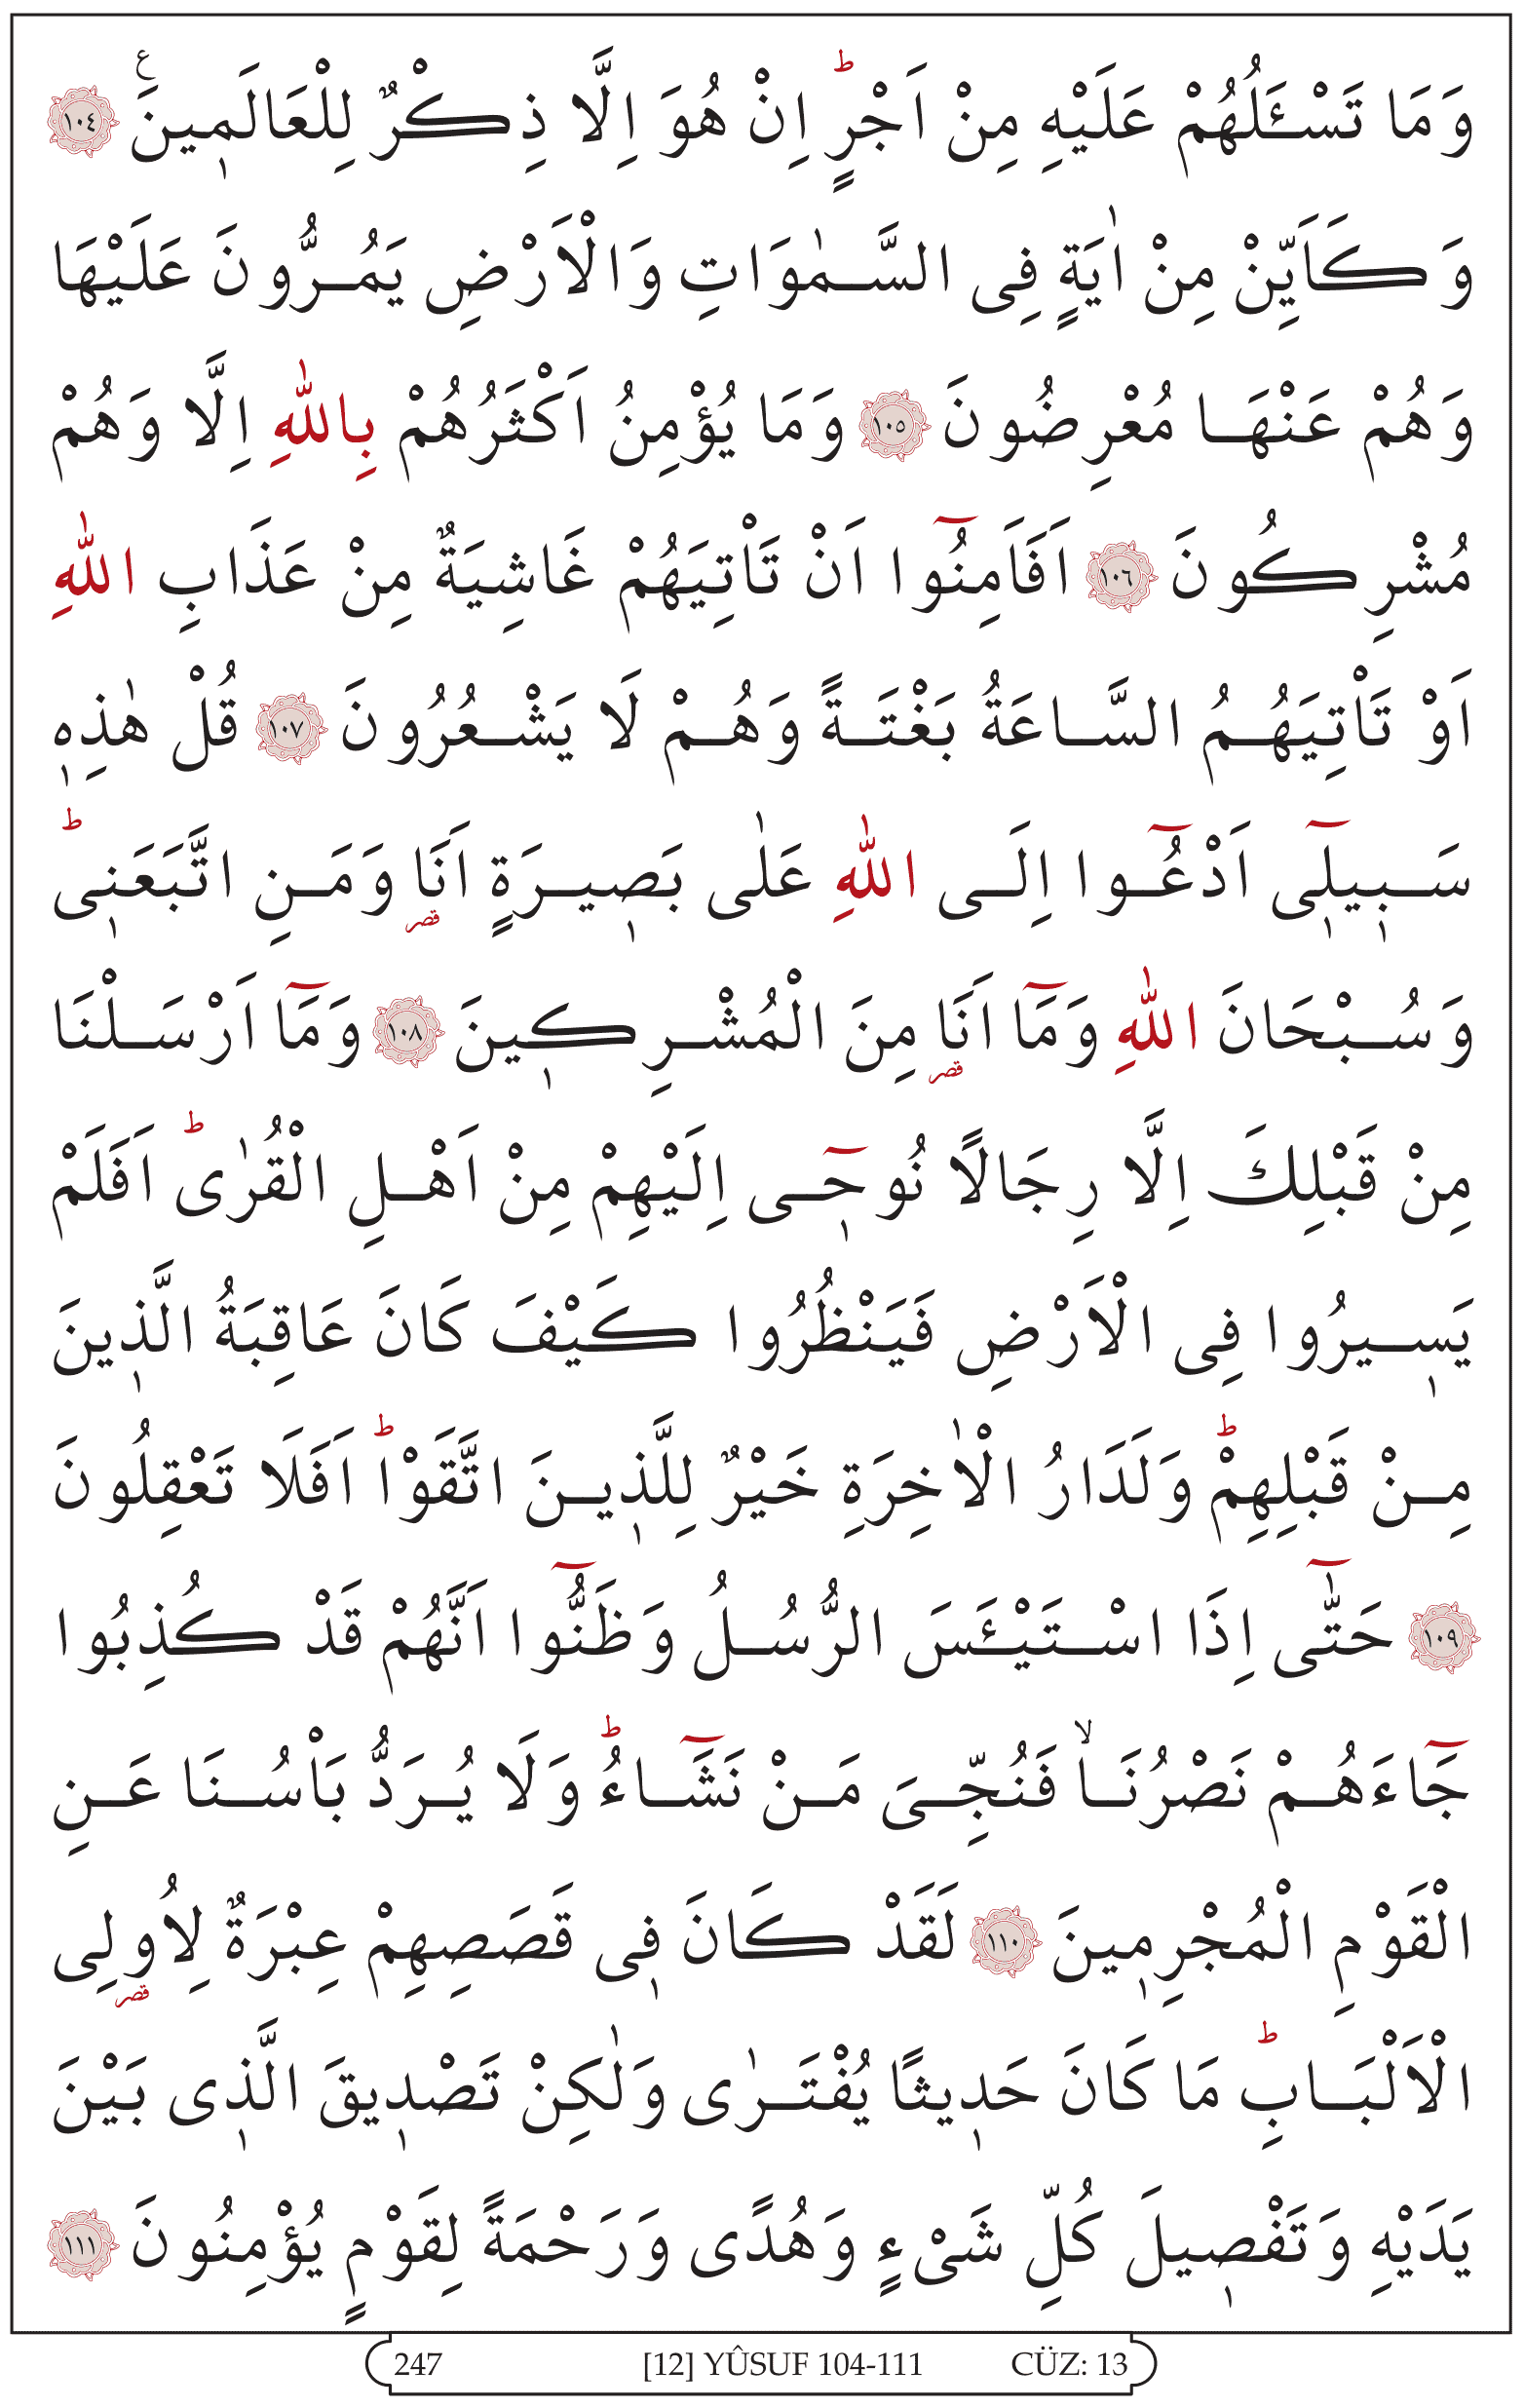 وَمَا تَسْـَٔلُهُمْ عَلَيْهِ مِنْ اَجْرٍۜ اِنْ هُوَ اِلَّا ذِكْرٌ لِلْعَالَم۪ينَ۟ ﴿١٠٤﴾
وَكَاَيِّنْ مِنْ اٰيَةٍ فِى السَّمٰوَاتِ وَالْاَرْضِ يَمُرُّونَ عَلَيْهَا
وَهُمْ عَنْهَا مُعْرِضُونَ ﴿١٠٥﴾ وَمَا يُؤْمِنُ اَكْثَرُهُمْ بِاللّٰهِ اِلَّا وَهُمْ
مُشْرِكُونَ ﴿١٠٦﴾ اَفَاَمِنُٓوا اَنْ تَاْتِيَهُمْ غَاشِيَةٌ مِنْ عَذَابِ اللّٰهِ
اَوْ تَاْتِيَهُمُ السَّاعَةُ بَغْتَةً وَهُمْ لَا يَشْعُرُونَ ﴿١٠٧﴾ قُلْ هٰذِه۪
سَب۪يل۪ٓى اَدْعُٓوا اِلَى اللّٰهِ عَلٰى بَص۪يرَةٍ اَنَا۬ وَمَنِ اتَّبَعَن۪ىۜ
وَسُبْحَانَ اللّٰهِ وَمَٓا اَنَا۬ مِنَ الْمُشْرِك۪ينَ ﴿١٠٨﴾ وَمَٓا اَرْسَلْنَا
مِنْ قَبْلِكَ اِلَّا رِجَالًا نُوح۪ٓى اِلَيْهِمْ مِنْ اَهْلِ الْقُرٰىۜ اَفَلَمْ
يَس۪يرُوا فِى الْاَرْضِ فَيَنْظُرُوا كَيْفَ كَانَ عَاقِبَةُ الَّذ۪ينَ
مِنْ قَبْلِهِمْۜ وَلَدَارُ الْاٰخِرَةِ خَيْرٌ لِلَّذ۪ينَ اتَّقَوْاۜ اَفَلَا تَعْقِلُونَ
﴿١٠٩﴾ حَتّٰٓى اِذَا اسْتَيْـَٔسَ الرُّسُلُ وَظَنُّٓوا اَنَّهُمْ قَدْ كُذِبُوا
جَٓاءَهُمْ نَصْرُنَاۙ فَنُجِّىَ مَنْ نَشَٓاءُۜ وَلَا يُرَدُّ بَاْسُنَا عَنِ
الْقَوْمِ الْمُجْرِم۪ينَ ﴿١١٠﴾ لَقَدْ كَانَ ف۪ى قَصَصِهِمْ عِبْرَةٌ لِاُو۬لِى
الْاَلْبَابِۜ مَا كَانَ حَد۪يثًا يُفْتَرٰى وَلٰكِنْ تَصْد۪يقَ الَّذ۪ى بَيْنَ
يَدَيْهِ وَتَفْص۪يلَ كُلِّ شَىْءٍ وَهُدًى وَرَحْمَةً لِقَوْمٍ يُؤْمِنُونَ ﴿١١١﴾
247 [12] YÛSUF 104-111 CÜZ: 13